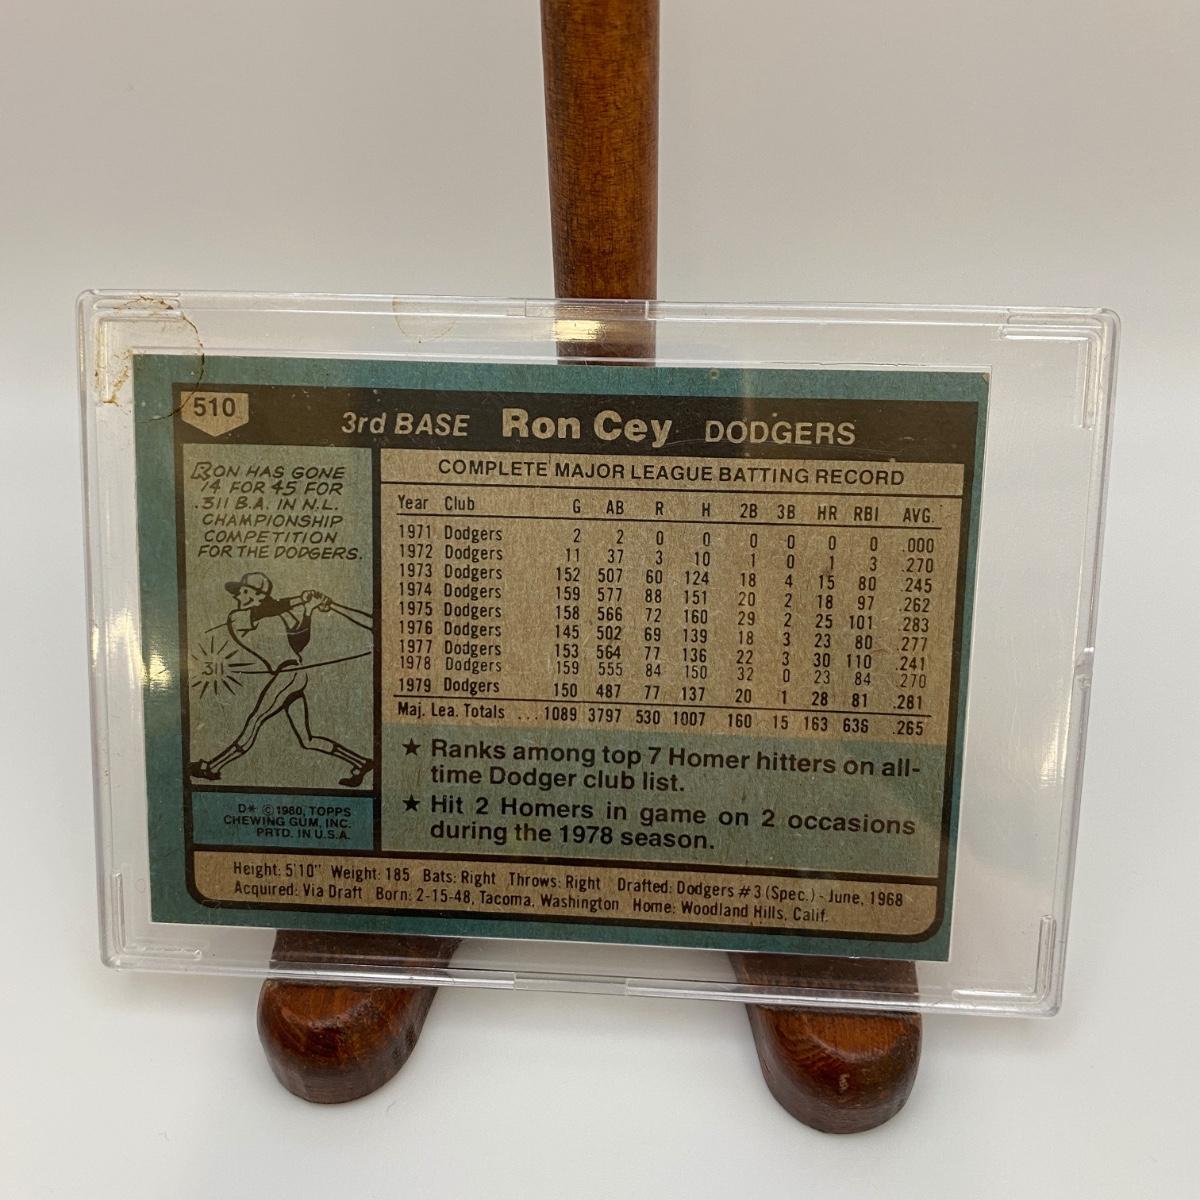 510
3rd BASE Ron Cey DODGERS
RON HAS GONE
14 FOR 45 FOR
.311 B.A. IN N.L.
CHAMPIONSHIP
COMPETITION
FOR THE DODGERS.
.311
D* © 1980, TOPPS
CHEWING GUM, INC.
PRTD. IN U.S.A.
COMPLETE MAJOR LEAGUE BATTING RECORD
Year Club G AB R H 2B 3B HR RBI AVG.
1971 Dodgers 2 2 0 0 0 0 0 0 .000
1972 Dodgers 11 37 3 10 1 0 1 3 .270
1973 Dodgers 152 507 60 124 18 4 15 80 .245
1974 Dodgers 159 577 88 151 20 2 18 97 .262
1975 Dodgers 158 566 72 160 29 2 25 101 .283
1976 Dodgers 145 502 69 139 18 3 23 80 .277
1977 Dodgers 153 564 77 136 22 3 30 110 .241
1978 Dodgers 159 555 84 150 32 0 23 84 .270
1979 Dodgers 150 487 77 137 20 1 28 81 .281
Maj. Lea. Totals ... 1089 3797 530 1007 160 15 163 636 .265
★ Ranks among top 7 Homer hitters on all-
time Dodger club list.
★ Hit 2 Homers in game on 2 occasions
during the 1978 season.
Height: 5'10" Weight: 185 Bats: Right Throws: Right Drafted: Dodgers #3 (Spec.) - June, 1968
Acquired: Via Draft Born: 2-15-48, Tacoma, Washington Home: Woodland Hills, Calif.